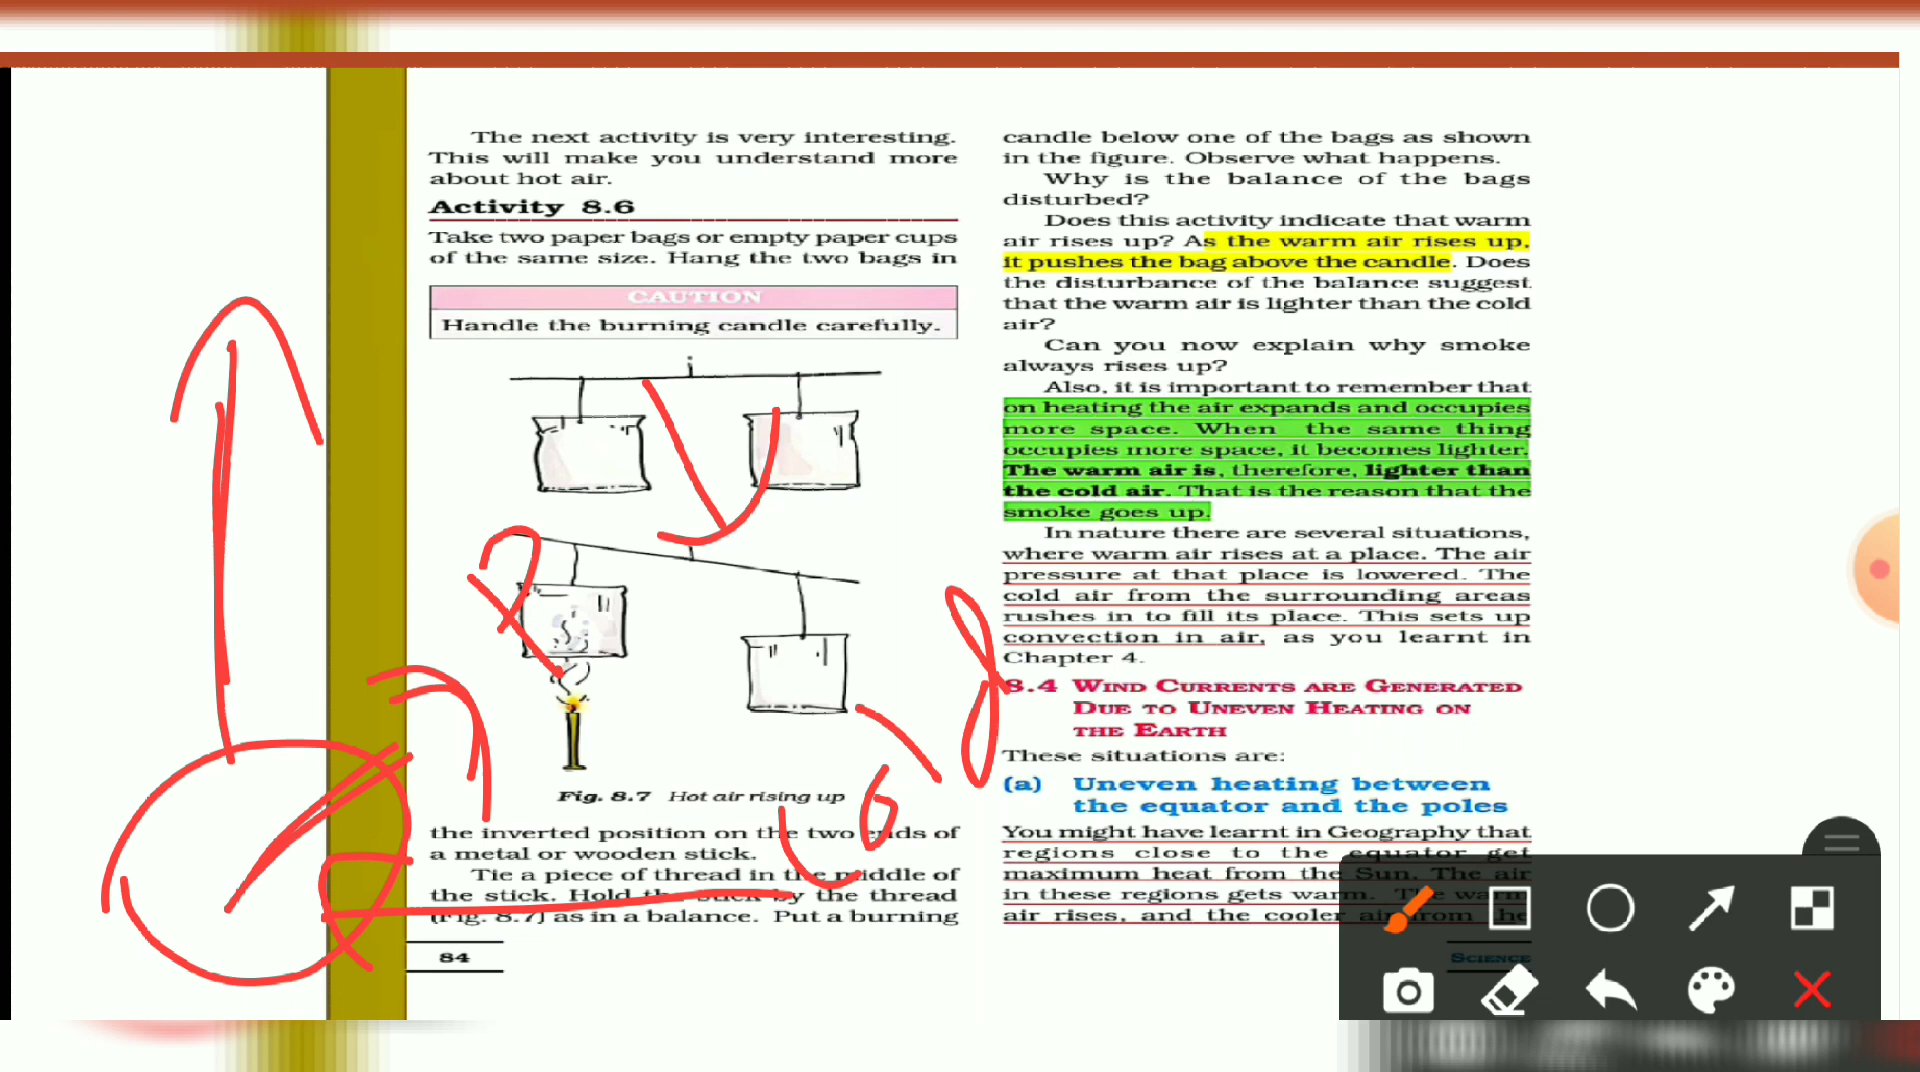 The next activity is very interesting.
This will make you understand more
about hot air.
Activity 8.6
Take two paper bags or empty paper cups
of the same size. Hang the two bags in
CAUTION
Handle the burning candle carefully.
Fig. 8.7 Hot air rising up
the inverted position on the two ends of
a metal or wooden stick.
Tie a piece of thread in the middle of
the stick. Hold the stick by the thread
(Fig. 8.7) as in a balance. Put a burning
84
candle below one of the bags as shown
in the figure. Observe what happens.
Why is the balance of the bags
disturbed?
Does this activity indicate that warm
air rises up? As the warm air rises up,
it pushes the bag above the candle. Does
the disturbance of the balance suggest
that the warm air is lighter than the cold
air?
Can you now explain why smoke
always rises up?
Also, it is important to remember that
on heating the air expands and occupies
more space. When the same thing
occupies more space, it becomes lighter.
The warm air is, therefore, lighter than
the cold air. That is the reason that the
smoke goes up.
In nature there are several situations,
where warm air rises at a place. The air
pressure at that place is lowered. The
cold air from the surrounding areas
rushes in to fill its place. This sets up
convection in air, as you learnt in
Chapter 4.
8.4 WIND CURRENTS ARE GENERATED
DUE TO UNEVEN HEATING ON
THE EARTH
These situations are:
(a) Uneven heating between
the equator and the poles
You might have learnt in Geography that
regions close to the equator get
maximum heat from the Sun. The air
in these regions gets warm. The warm
air rises, and the cooler air from the
SCIENCE